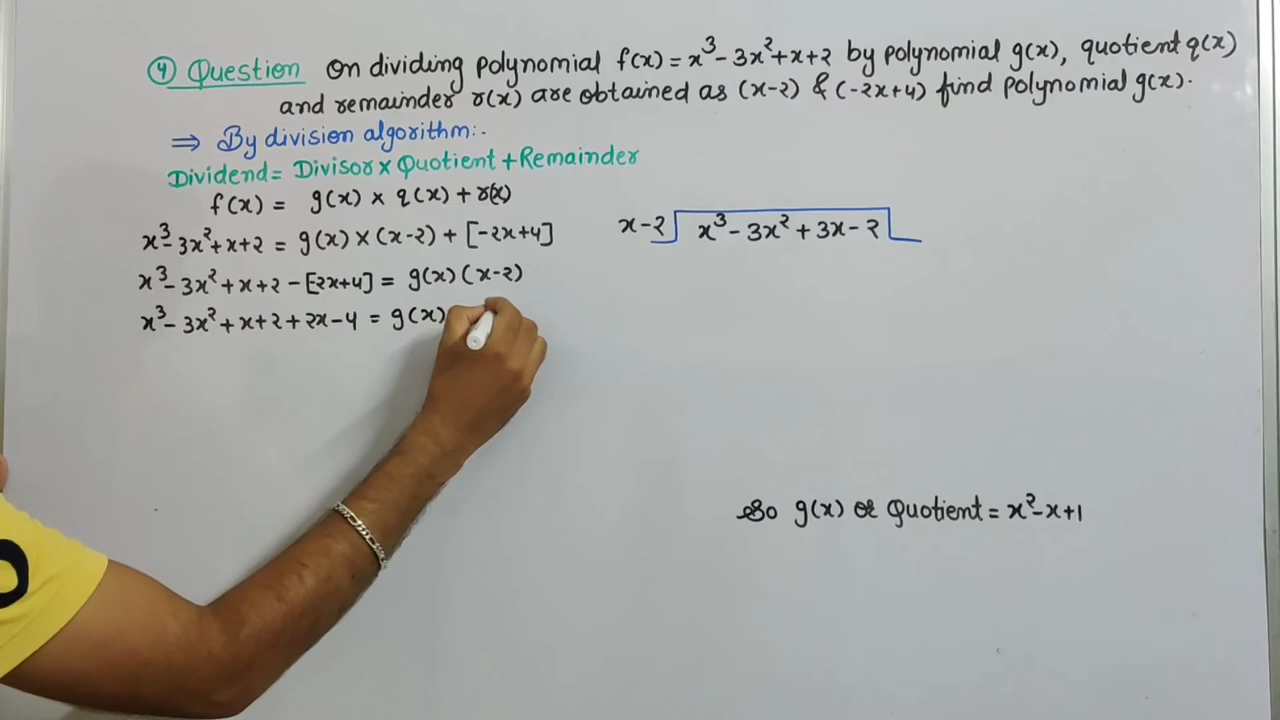 ④ Question On dividing polynomial f(x) = x³ - 3x² + x + 2 by polynomial g(x), quotient q(x)
and remainder r(x) are obtained as (x-2) & (-2x+4) find polynomial g(x).
⇒ By division algorithm:-
Dividend = Divisor × Quotient + Remainder
f(x) = g(x) × q(x) + r(x)
x³ - 3x² + x + 2 = g(x) × (x-2) + [-2x+4]
x³ - 3x² + x + 2 - [2x+4] = g(x) (x-2)
x³ - 3x² + x + 2 + 2x - 4 = g(x)
x-2 x³ - 3x² + 3x - 2
So g(x) or Quotient = x² - x + 1